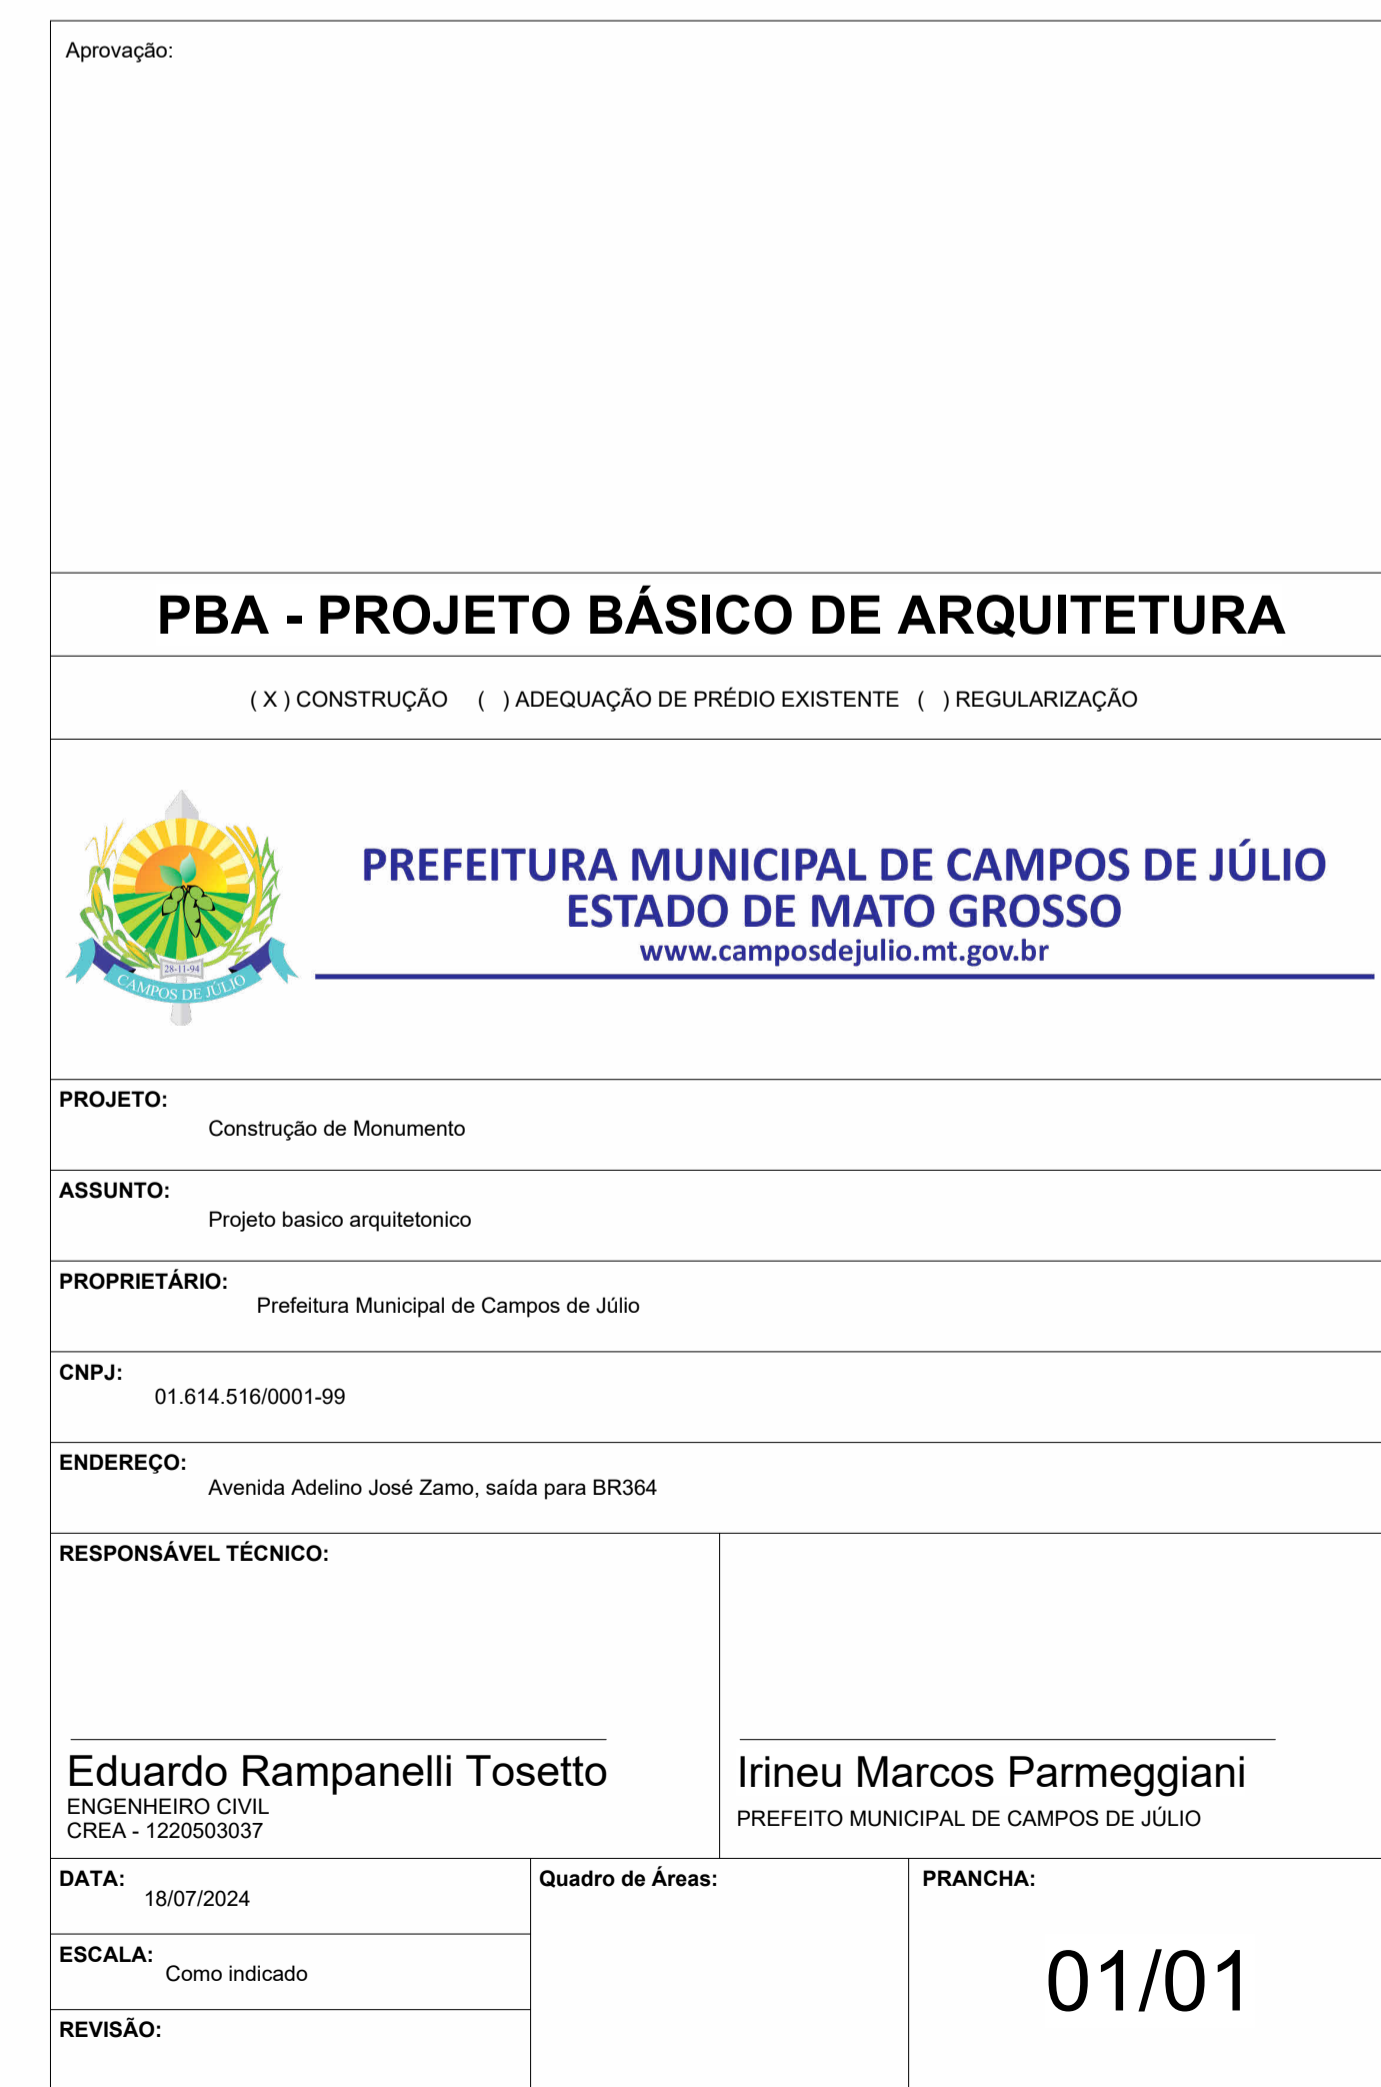 Aprovação:
PBA - PROJETO BÁSICO DE ARQUITETURA
( X ) CONSTRUÇÃO ( ) ADEQUAÇÃO DE PRÉDIO EXISTENTE ( ) REGULARIZAÇÃO
28-11-94
CAMPOS DE JÚLIO
PREFEITURA MUNICIPAL DE CAMPOS DE JÚLIO
ESTADO DE MATO GROSSO
www.camposdejulio.mt.gov.br
PROJETO:
Construção de Monumento
ASSUNTO:
Projeto basico arquitetonico
PROPRIETÁRIO:
Prefeitura Municipal de Campos de Júlio
CNPJ:
01.614.516/0001-99
ENDEREÇO:
Avenida Adelino José Zamo, saída para BR364
RESPONSÁVEL TÉCNICO:
Eduardo Rampanelli Tosetto
ENGENHEIRO CIVIL
CREA - 1220503037
Irineu Marcos Parmeggiani
PREFEITO MUNICIPAL DE CAMPOS DE JÚLIO
DATA:
18/07/2024
ESCALA:
Como indicado
REVISÃO:
Quadro de Áreas:
PRANCHA:
01/01